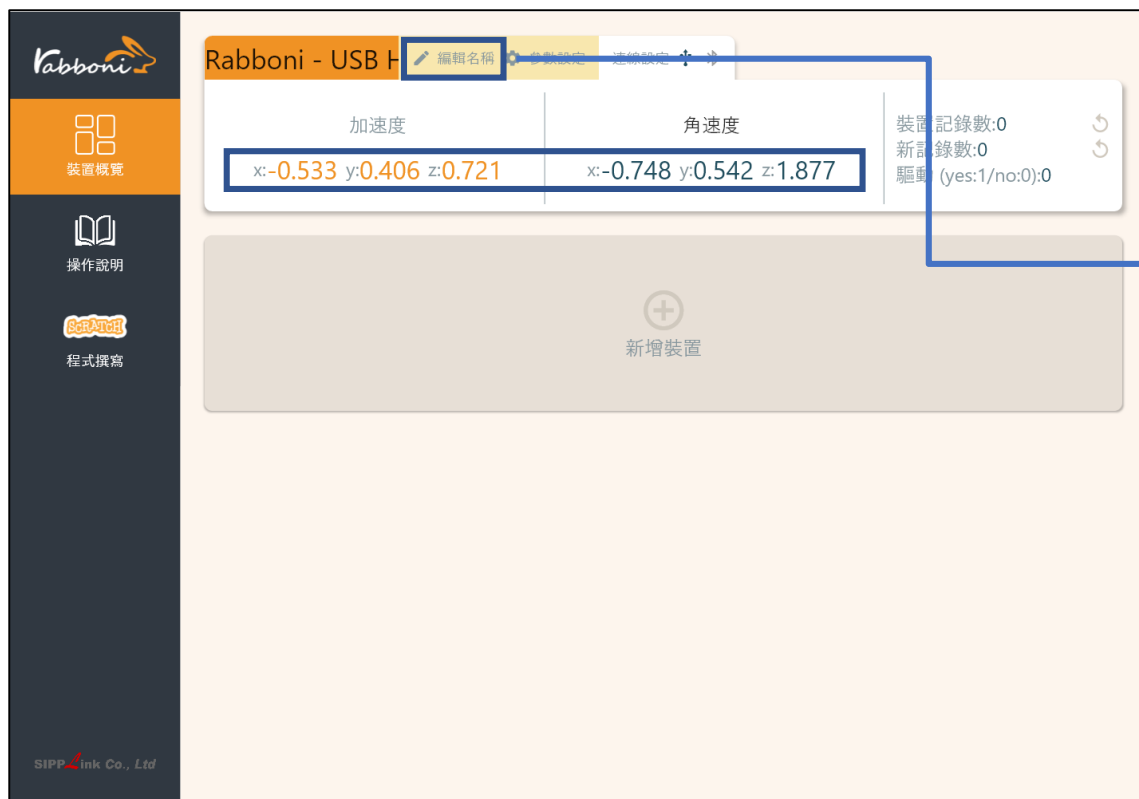 rabboni
裝置概覽
操作說明
SCRATCH
程式撰寫
SIPPLink Co., Ltd
Rabboni - USB H
編輯名稱
參數設定
連線設定
加速度
x:-0.533 y:0.406 z:0.721
角速度
x:-0.748 y:0.542 z:1.877
裝置記錄數:0
新記錄數:0
驅動 (yes:1/no:0):0
新增裝置